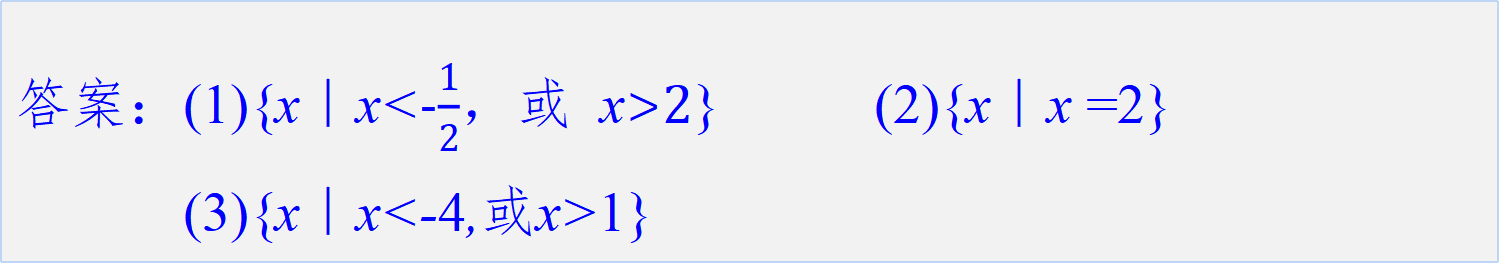 答案：(1){x｜x<-1/2，或 x>2} (2){x｜x =2}
(3){x｜x<-4,或x>1}